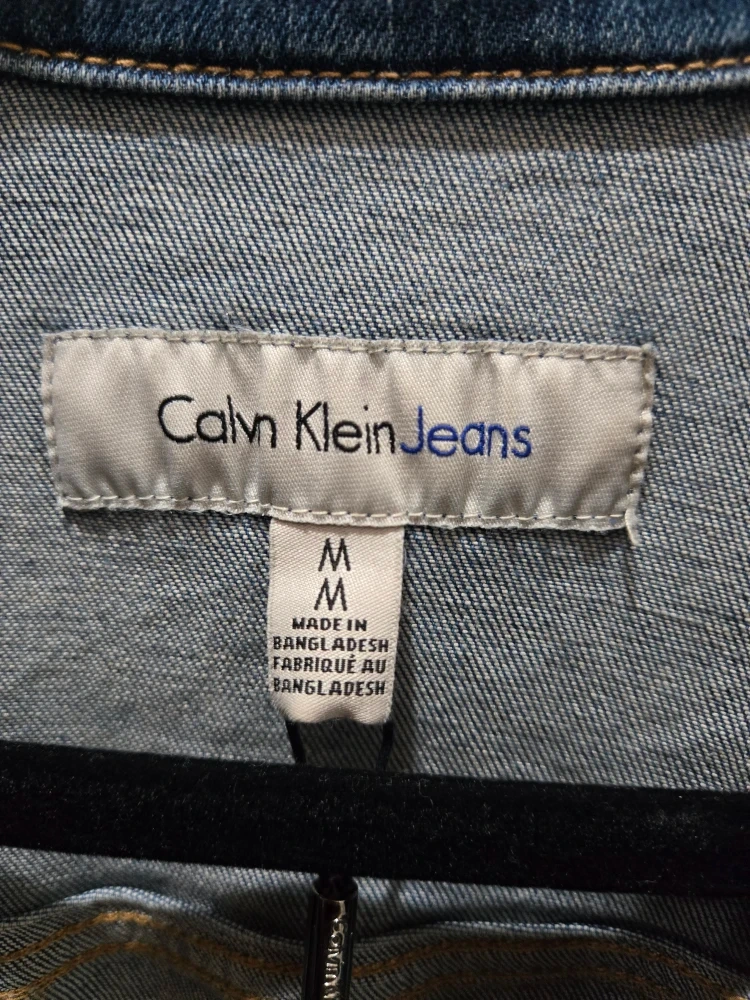 Calvin Klein Jeans
M
M
MADE IN
BANGLADESH
FABRIQUÉ AU
BANGLADESH